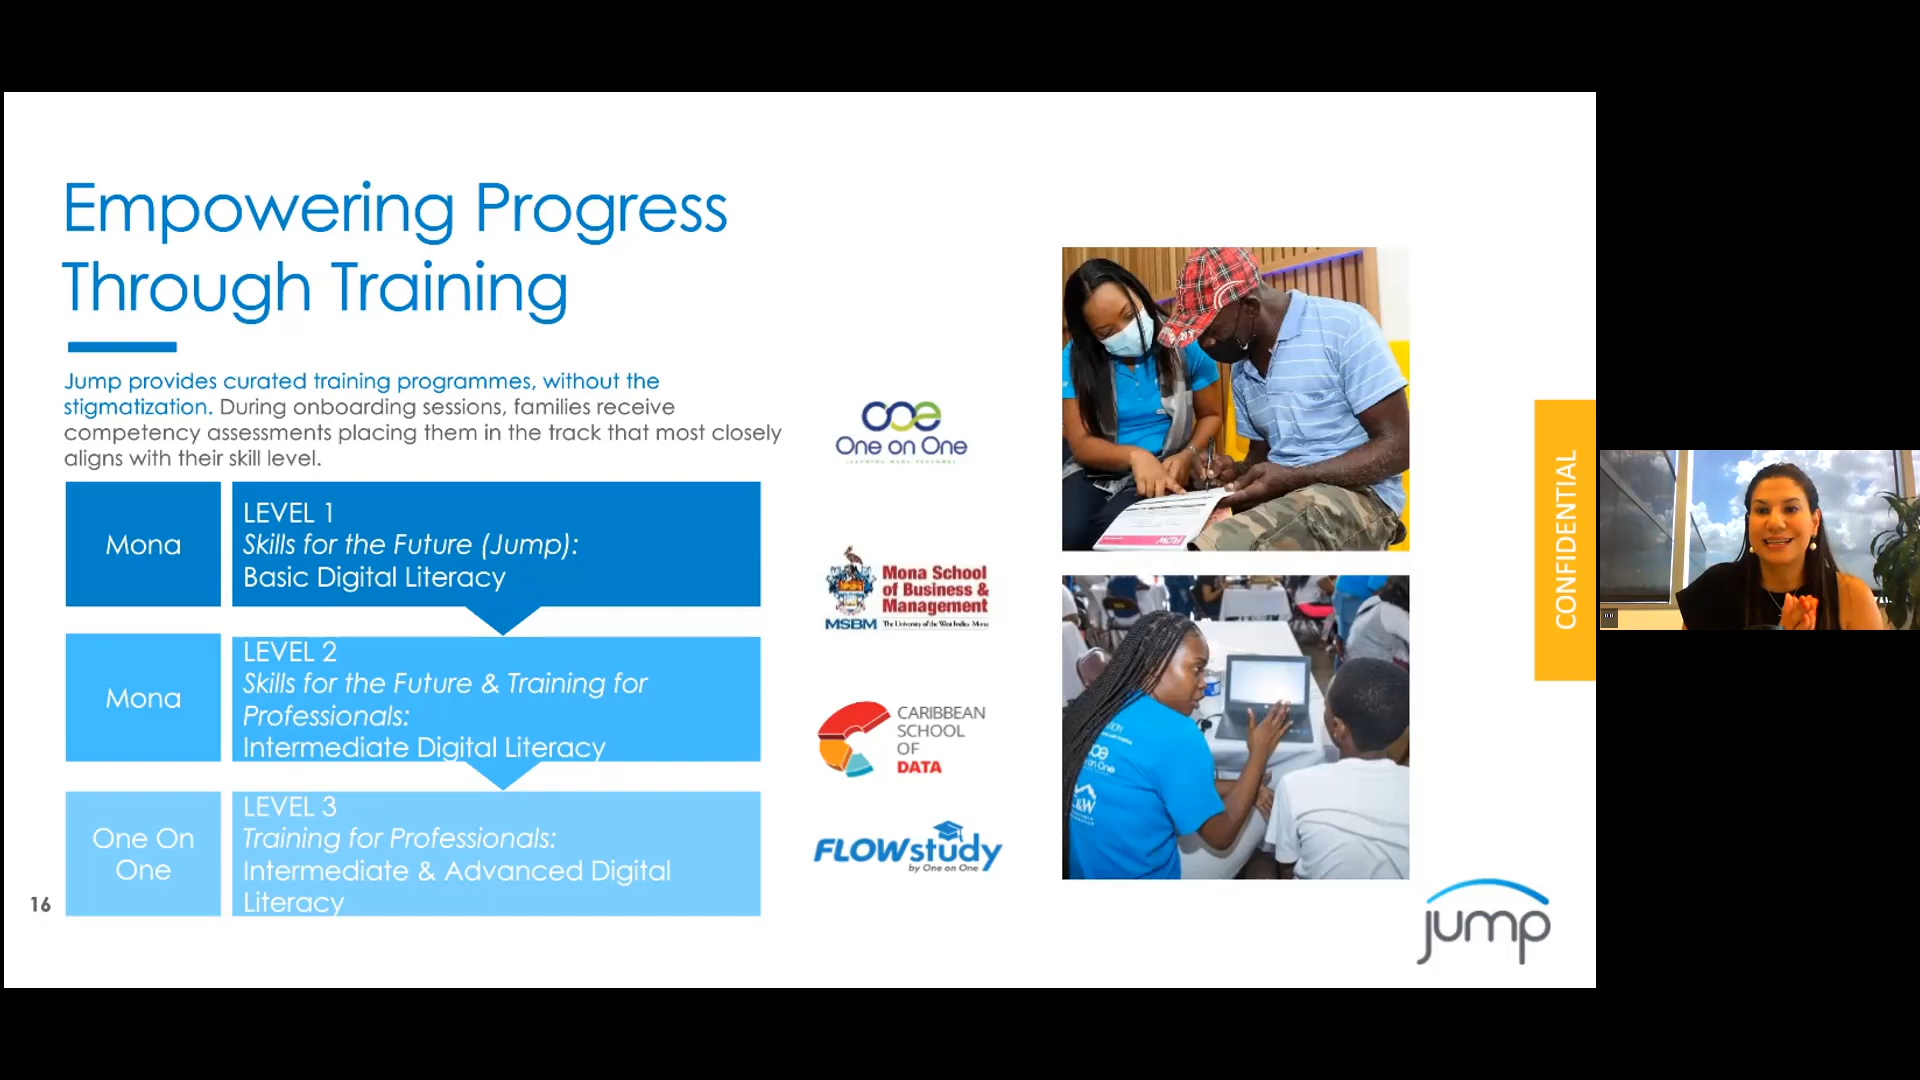 Empowering Progress
Through Training
Jump provides curated training programmes, without the
stigmatization. During onboarding sessions, families receive
competency assessments placing them in the track that most closely
aligns with their skill level.
Mona
LEVEL 1
Skills for the Future (Jump):
Basic Digital Literacy
Mona
LEVEL 2
Skills for the Future & Training for
Professionals:
Intermediate Digital Literacy
One On
One
LEVEL 3
Training for Professionals:
Intermediate & Advanced Digital
Literacy
16
One on One
Mona School
of Business &
Management
MSBM
The University of the West Indies, Mona
CARIBBEAN
SCHOOL
OF
DATA
FLOWstudy
by One on One
CONFIDENTIAL
jump